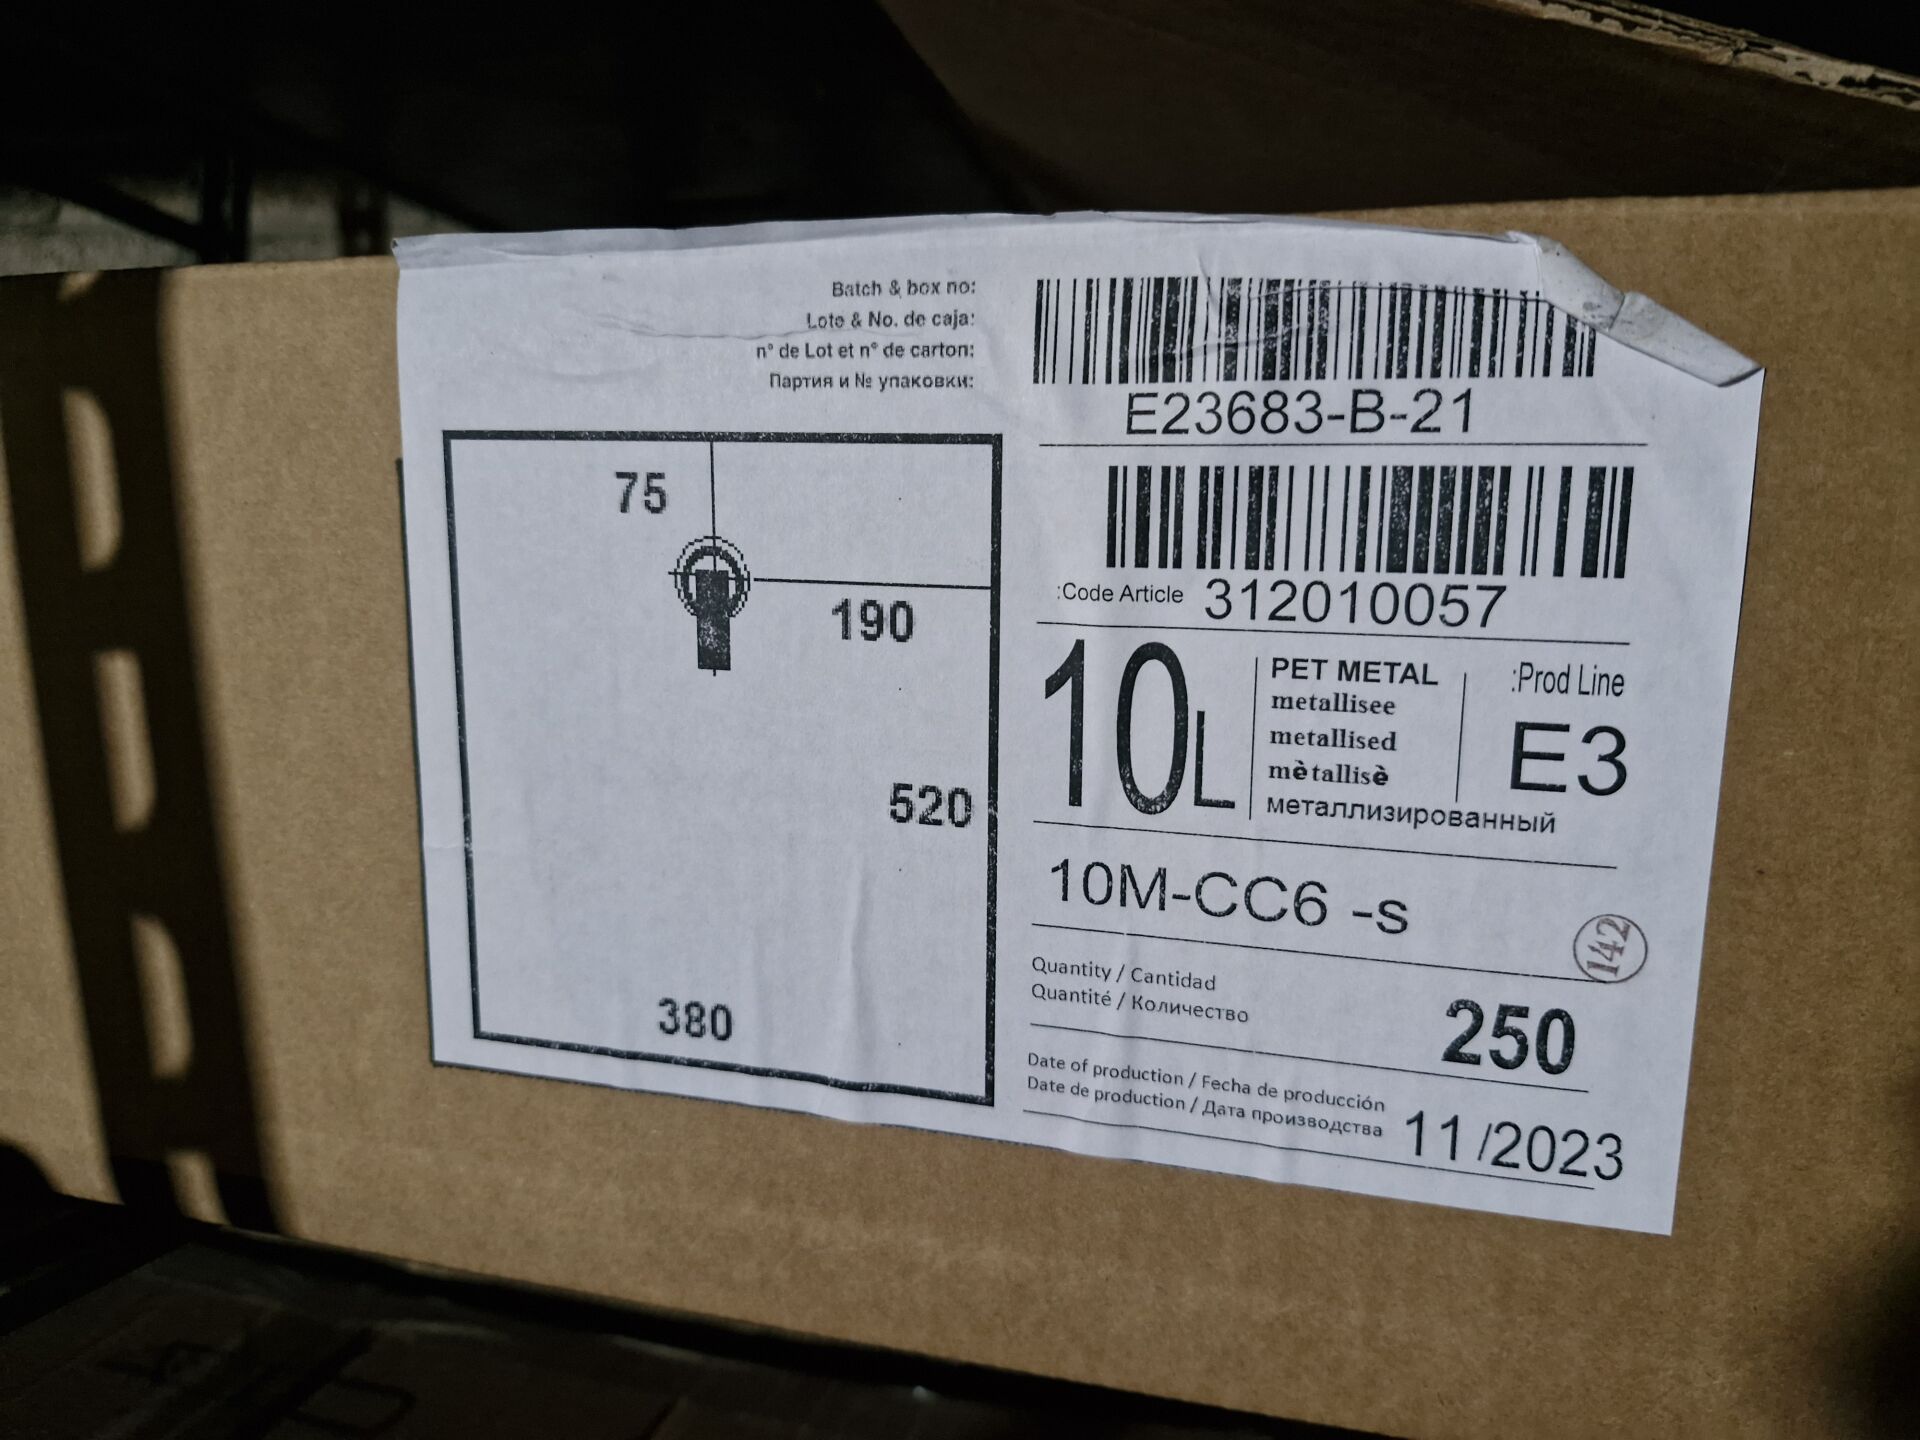 Batch & box no:
Lote & No. de caja:
n° de Lot et n° de carton:
Партия и № упаковки:
E23683-B-21
:Code Article 312010057
75
190
520
380
10L
PET METAL
metallisee
metallised
mètallisè
металлизированный
:Prod Line
E3
10M-CC6 -s
142
Quantity / Cantidad
Quantité / Количество
250
Date of production / Fecha de producción
Date de production / Дата производства
11 /2023